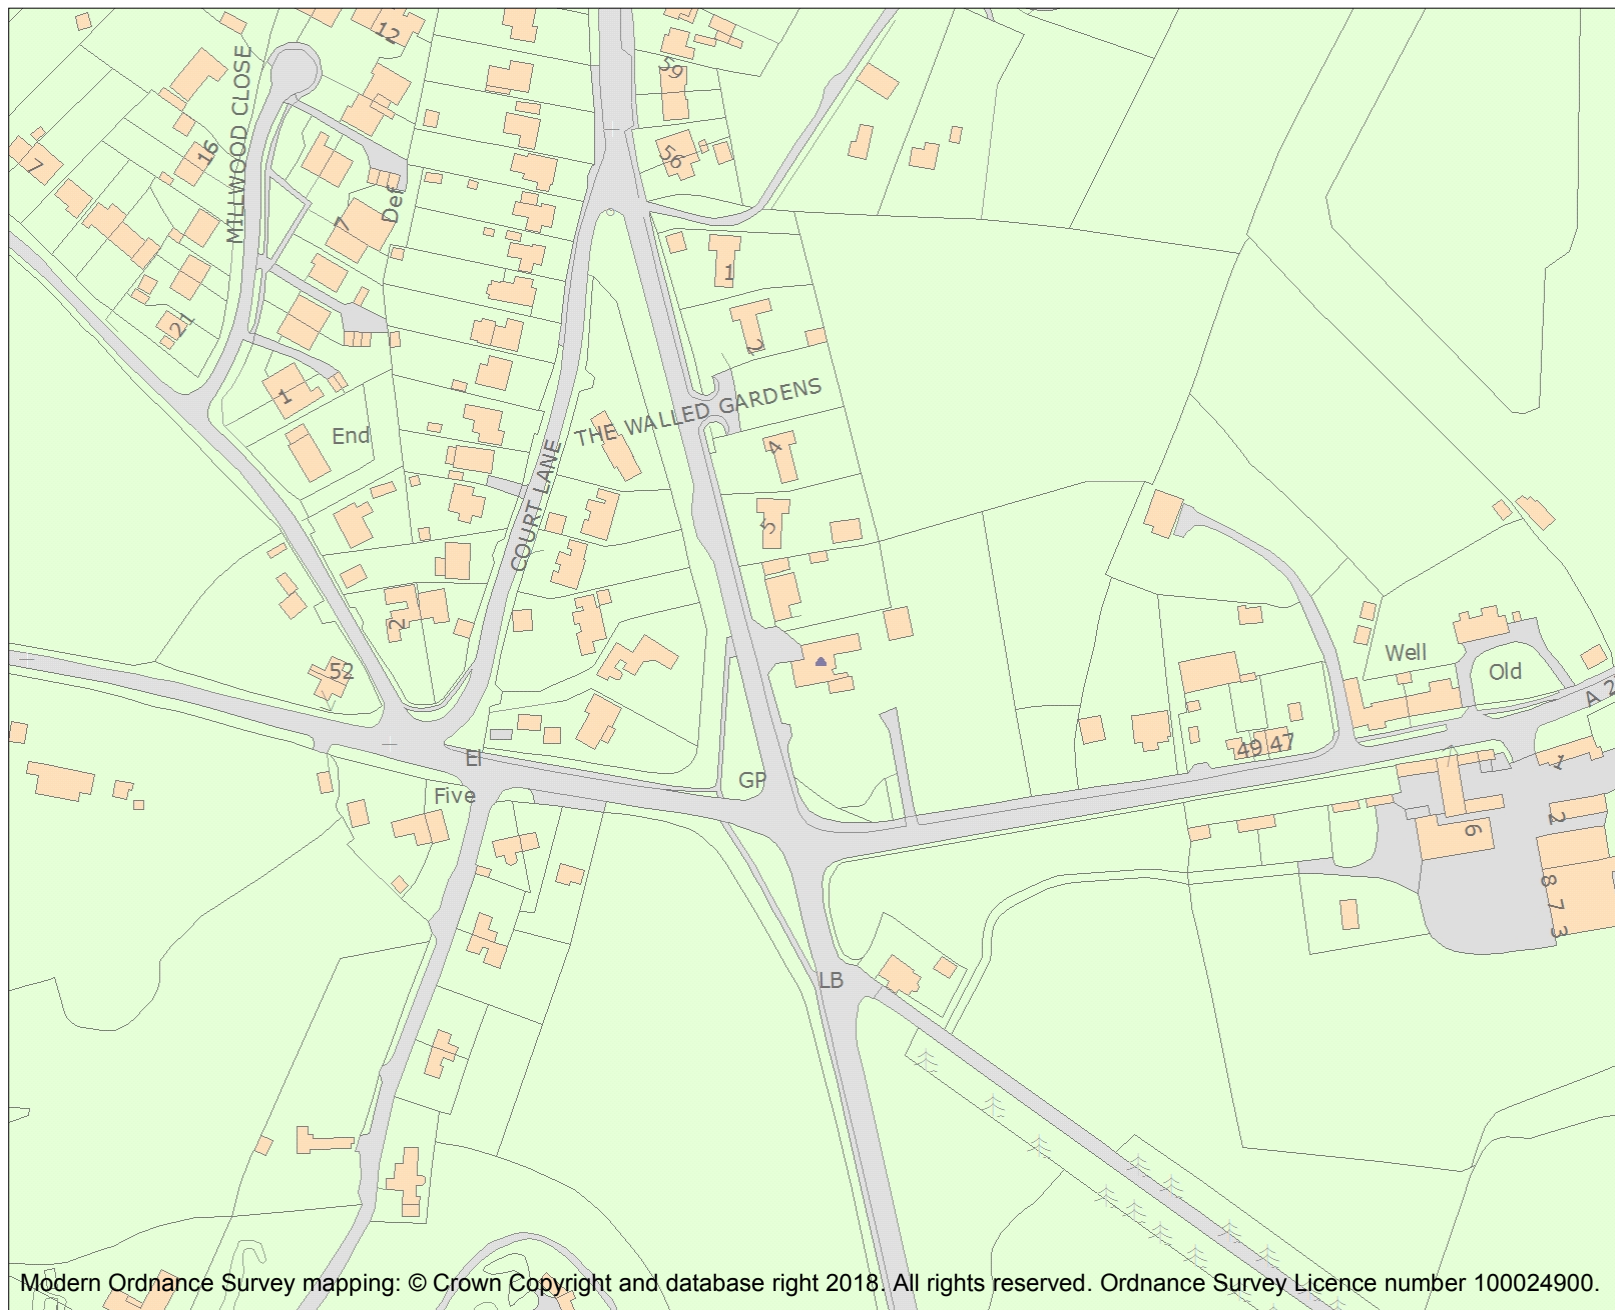 12
MILLWOOD CLOSE
59
16
56
7
Def
7
1
21
2
1
THE WALLED GARDENS
End
4
COURT LANE
5
2
52
Well
Old
A 2
49 47
El
GP
1
Five
2
6
8
7
3
LB
Modern Ordnance Survey mapping: © Crown Copyright and database right 2018. All rights reserved. Ordnance Survey Licence number 100024900.